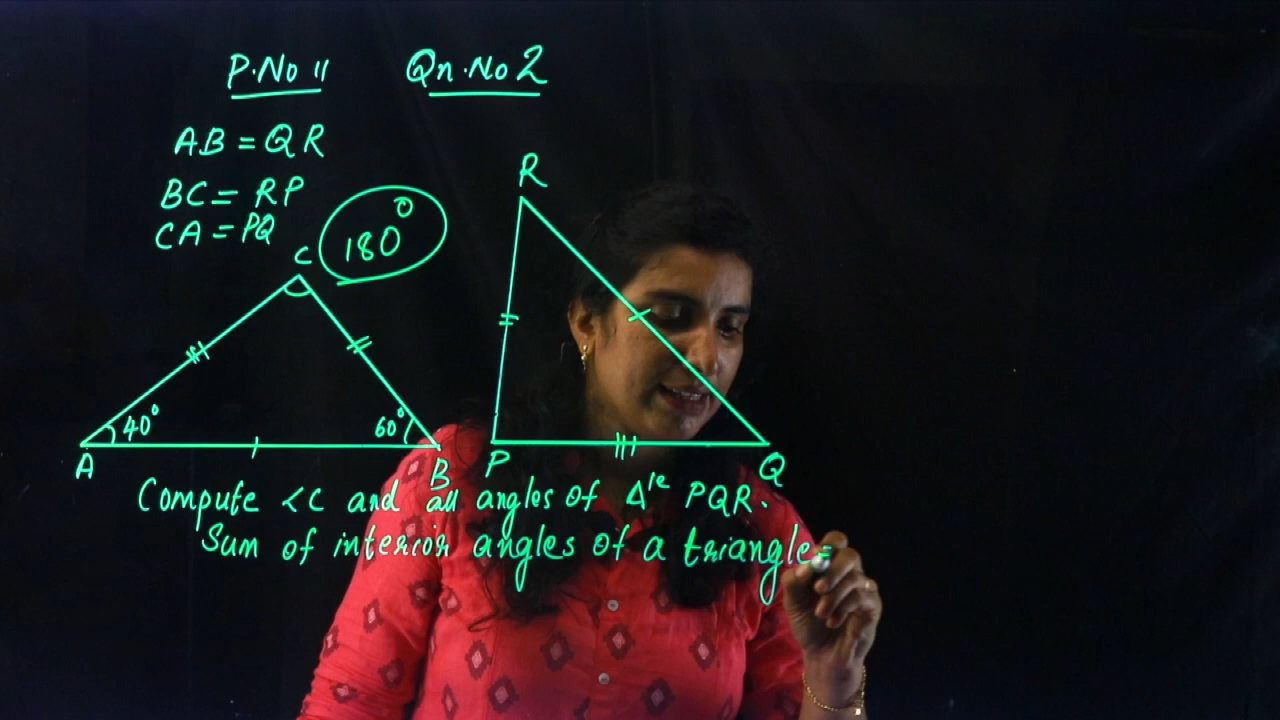 P.No 11 Qn.No 2
AB = QR
BC = RP
CA = PQ
180°
C
R
40°
60°
A
B
P
Q
Compute <C and all angles of Δle PQR.
Sum of interior angles of a triangle=